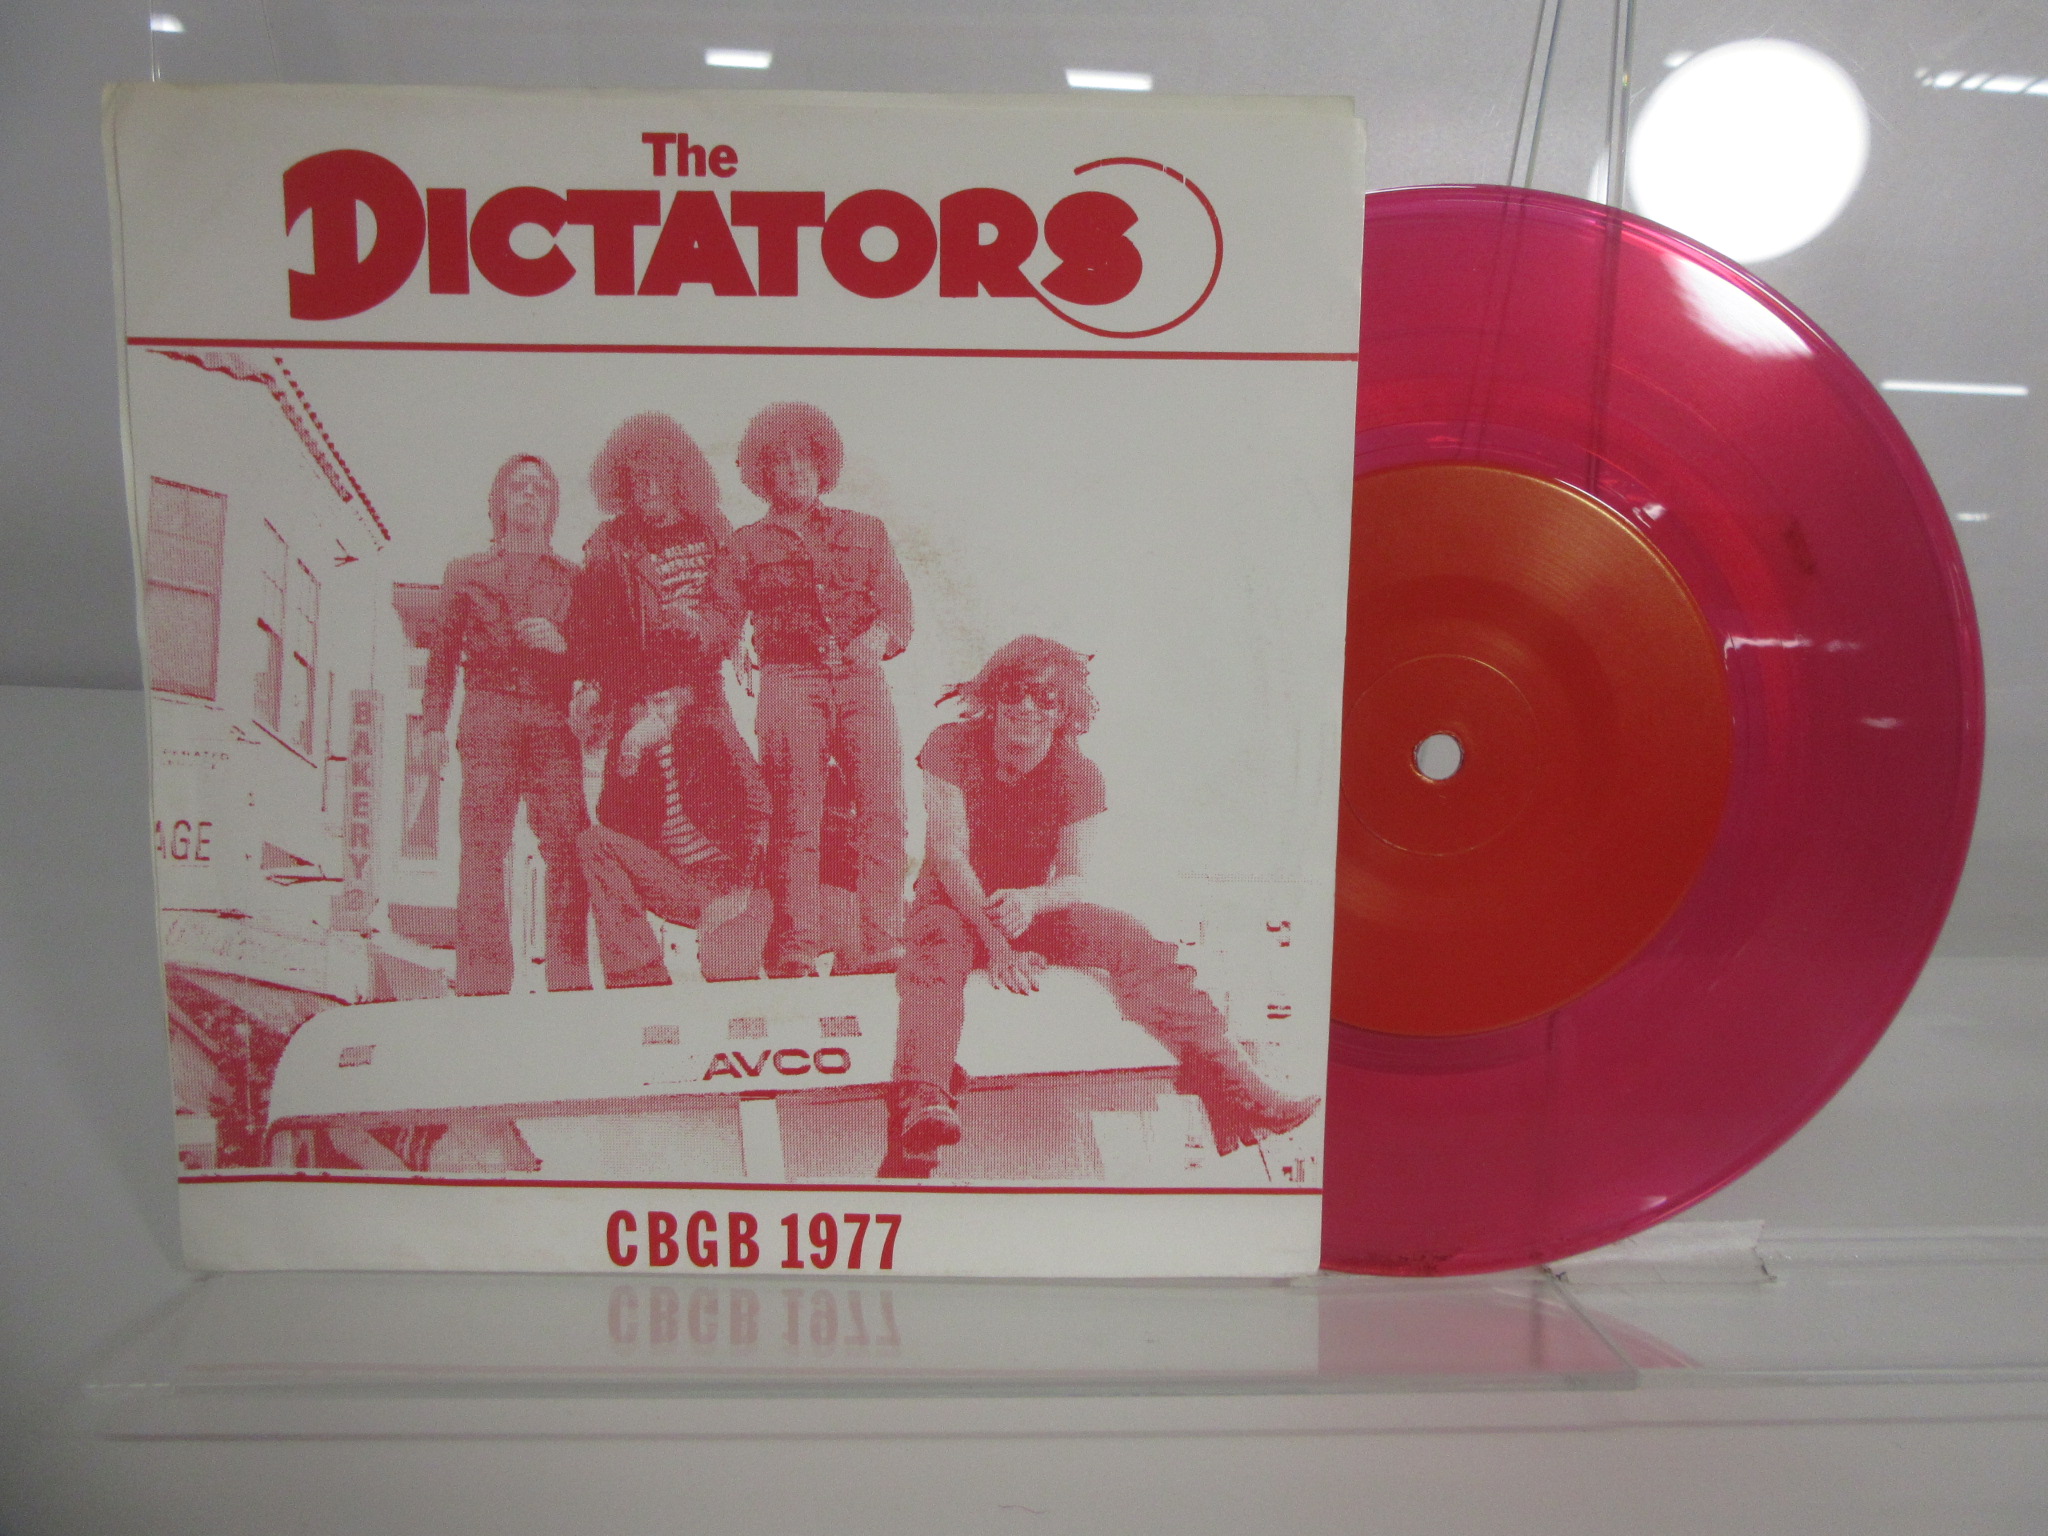 The
DICTATORS
BAKERY
AGE
AVCO
CBGB 1977